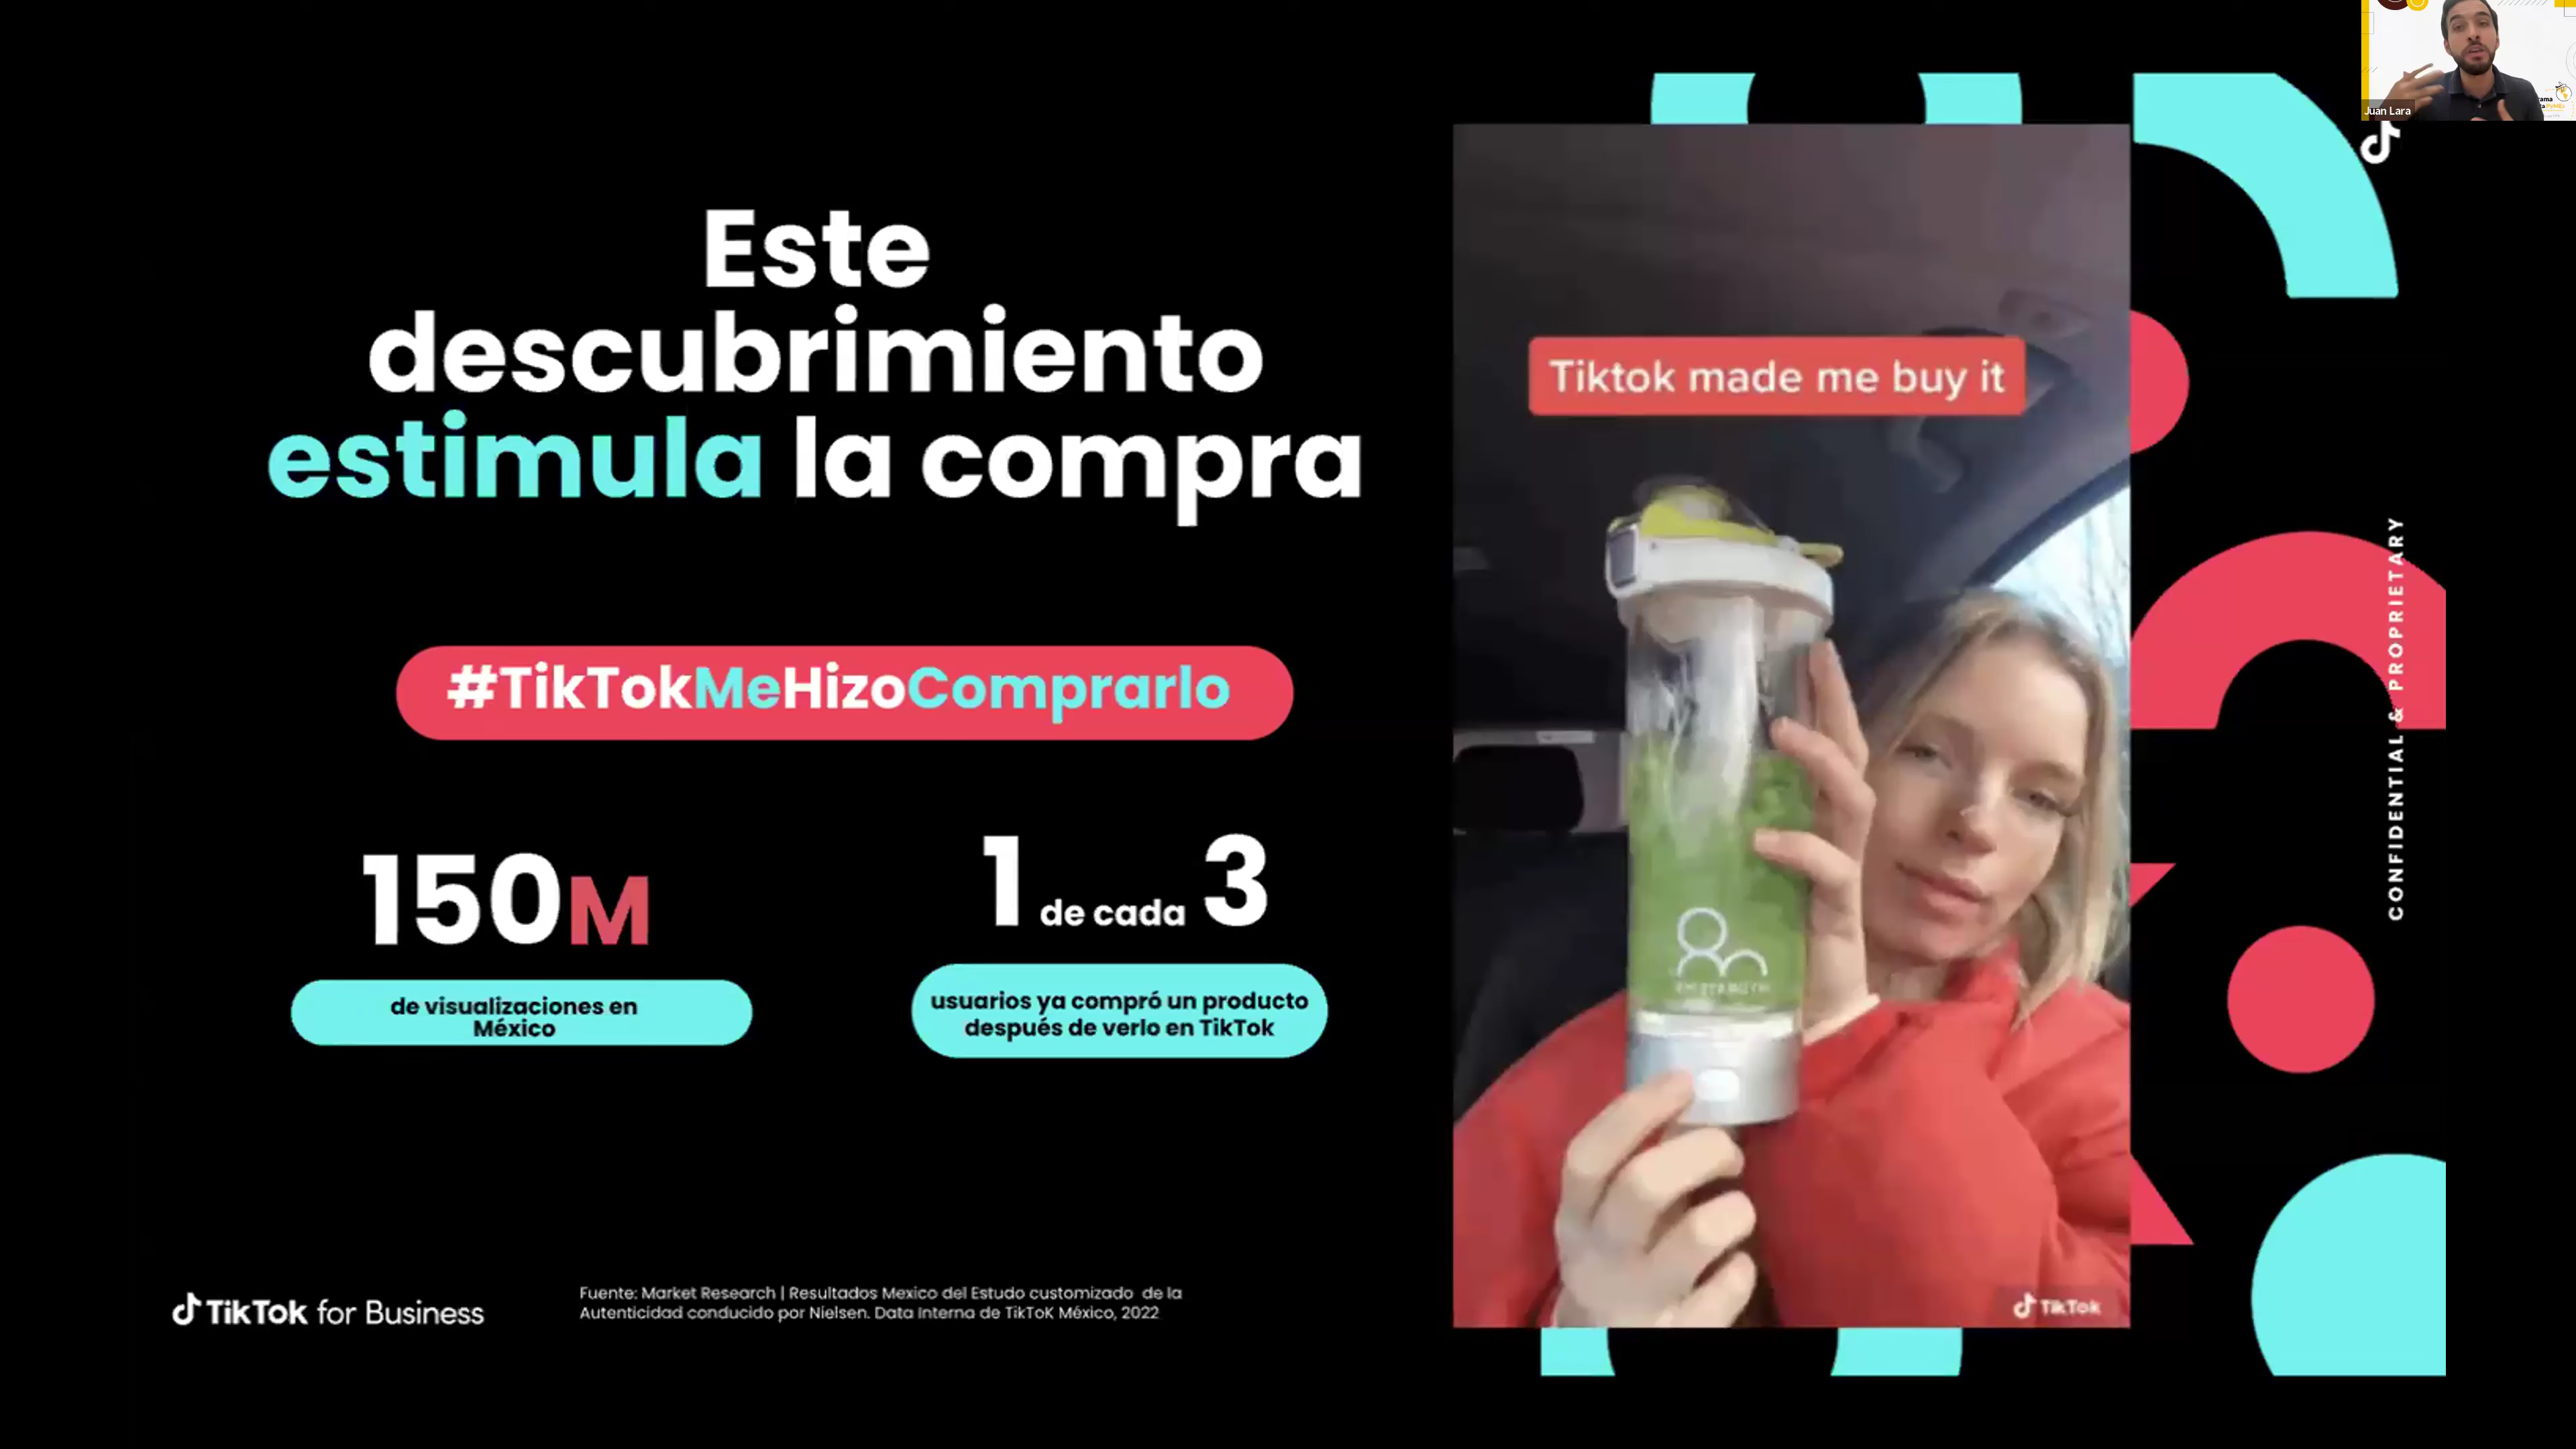 Juan Lara
Este
descubrimiento
estimula la compra
Tiktok made me buy it
#TikTokMeHizoComprarlo
150M
de visualizaciones en
México
1 de cada 3
usuarios ya compró un producto
después de verlo en TikTok
CONFIDENTIAL & PROPRIETARY
TikTok for Business
Fuente: Market Research | Resultados Mexico del Estudio customizado de la
Autenticidad conducido por Nielsen. Data Interna de TikToK México, 2022
TikTok